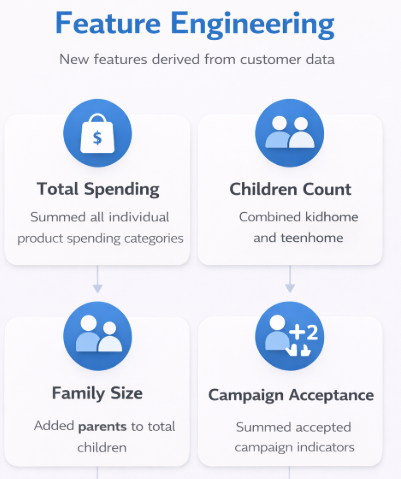 Feature Engineering
New features derived from customer data
$
Total Spending
Summed all individual
product spending categories
Children Count
Combined kidhome
and teenhome
Family Size
Added parents to total
children
+2
Campaign Acceptance
Summed accepted
campaign indicators